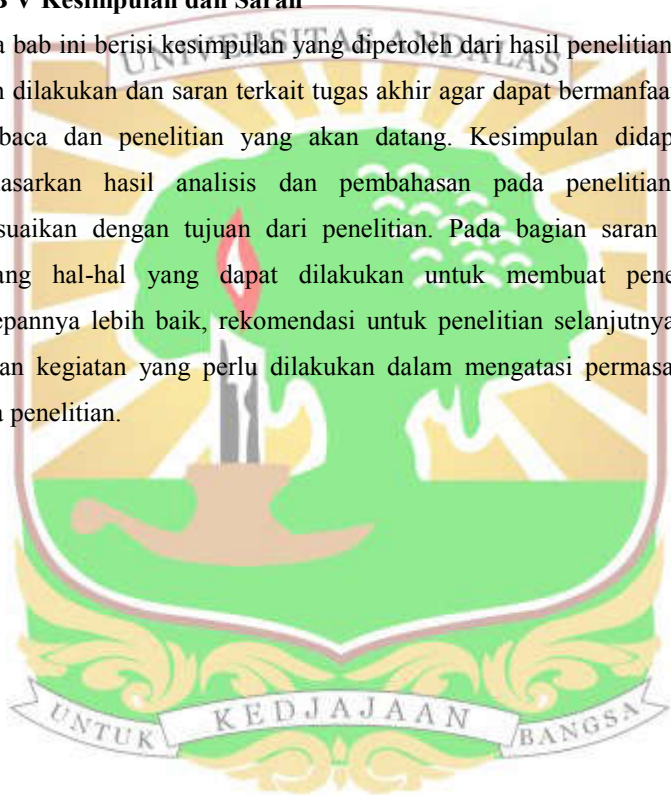 V Kesimpulan dan Saran
bab ini berisi kesimpulan yang diperoleh dari hasil penelitian
UNIVERSITAS ANDALAS
dilakukan dan saran terkait tugas akhir agar dapat bermanfaa
baca dan penelitian yang akan datang. Kesimpulan didap
asarkan hasil analisis dan pembahasan pada penelitian
suaikan dengan tujuan dari penelitian. Pada bagian saran
ang hal-hal yang dapat dilakukan untuk membuat pene
epannya lebih baik, rekomendasi untuk penelitian selanjutnya
an kegiatan yang perlu dilakukan dalam mengatasi permasa
a penelitian.
UNTUK KEDJAJAAN BANGSA